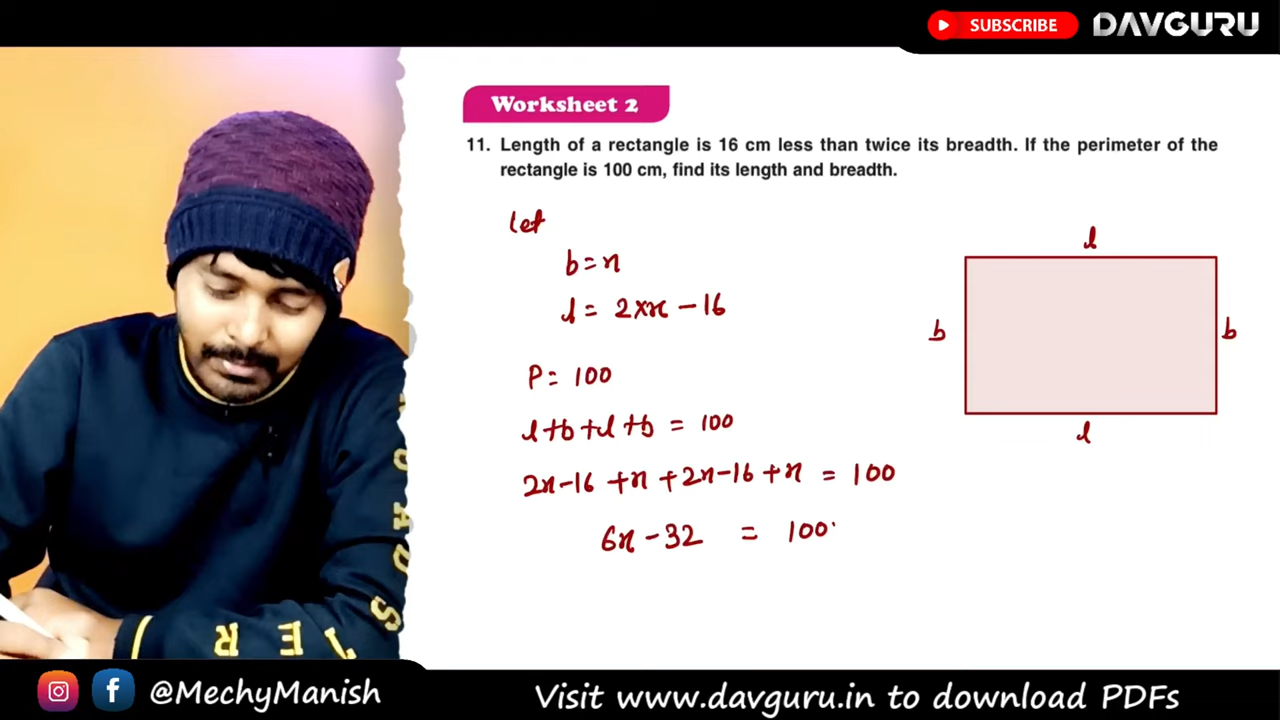 SUBSCRIBE DAVGURU
Worksheet 2
11. Length of a rectangle is 16 cm less than twice its breadth. If the perimeter of the
rectangle is 100 cm, find its length and breadth.
let
b = x
l = 2×x - 16
P = 100
l + b + l + b = 100
2x - 16 + x + 2x - 16 + x = 100
6x - 32 = 100
l
b
b
l
@MechyManish
Visit www.davguru.in to download PDFs